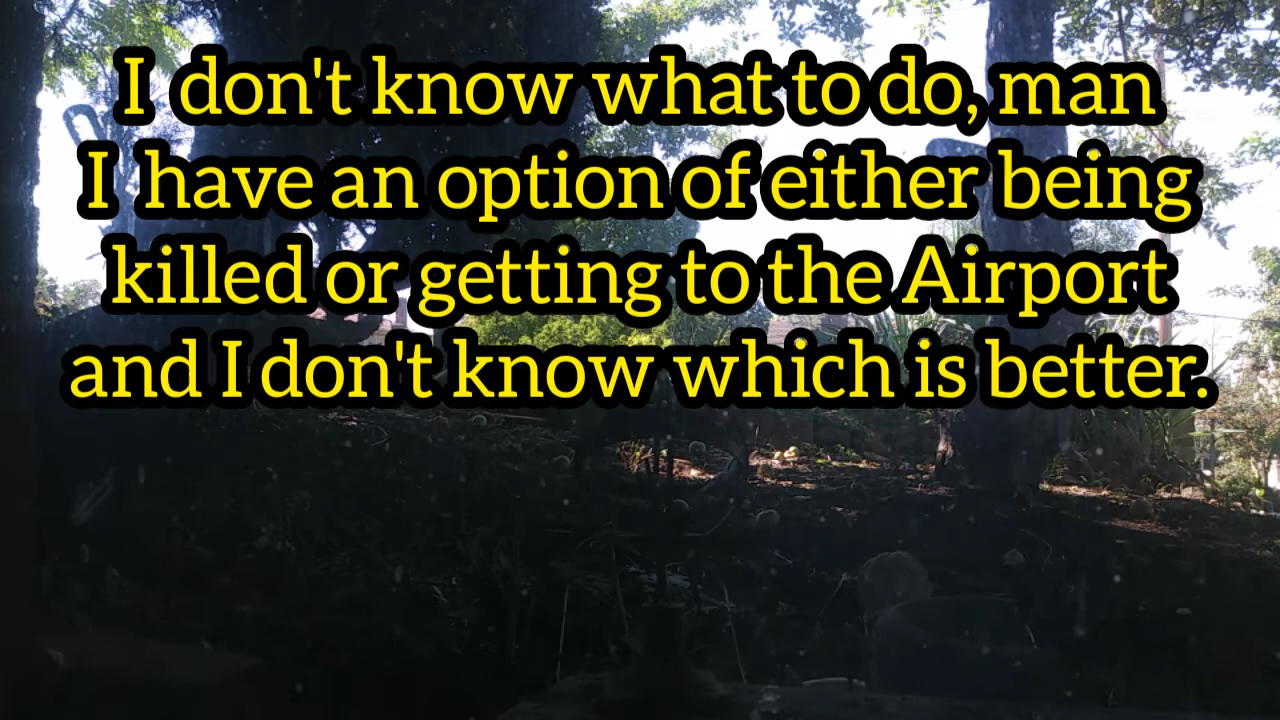 I don't know what to do, man
I have an option of either being
killed or getting to the Airport
and I don't know which is better.